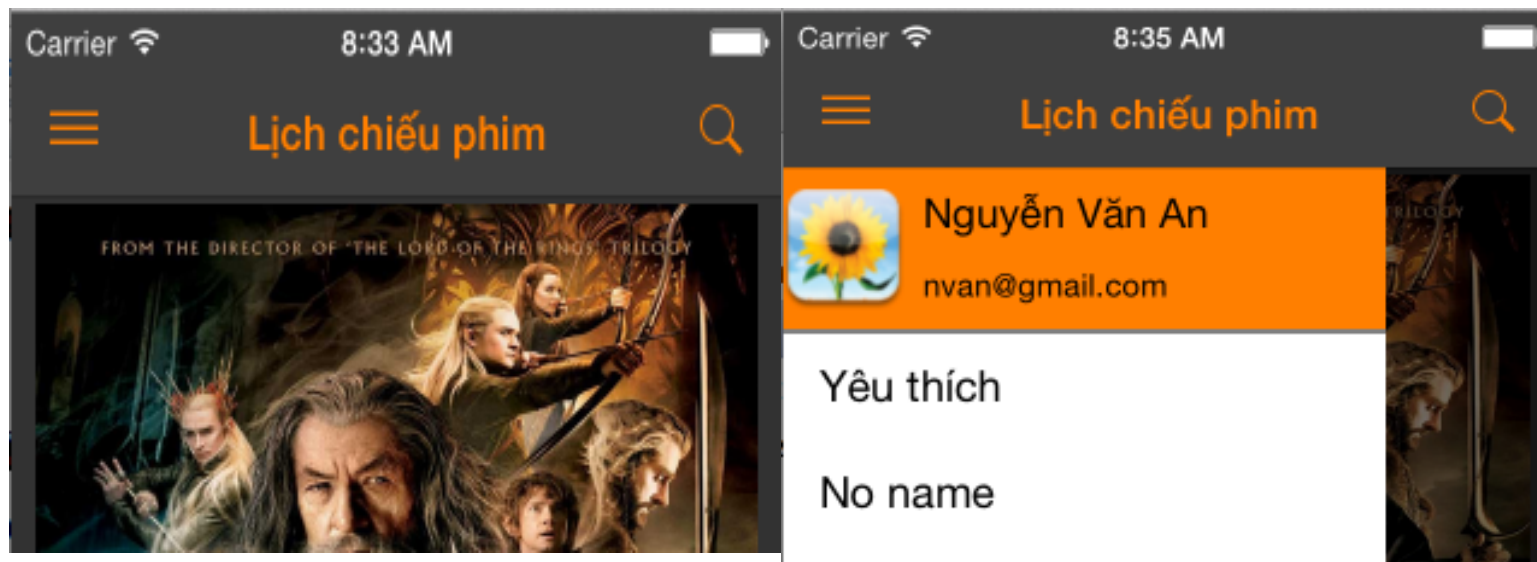 Carrier 8:33 AM
Lịch chiếu phim
FROM THE DIRECTOR OF 'THE LORD OF THE RINGS' TRILOGY
Carrier 8:35 AM
Lịch chiếu phim
Nguyễn Văn An
nvan@gmail.com
RILOGY
Yêu thích
No name